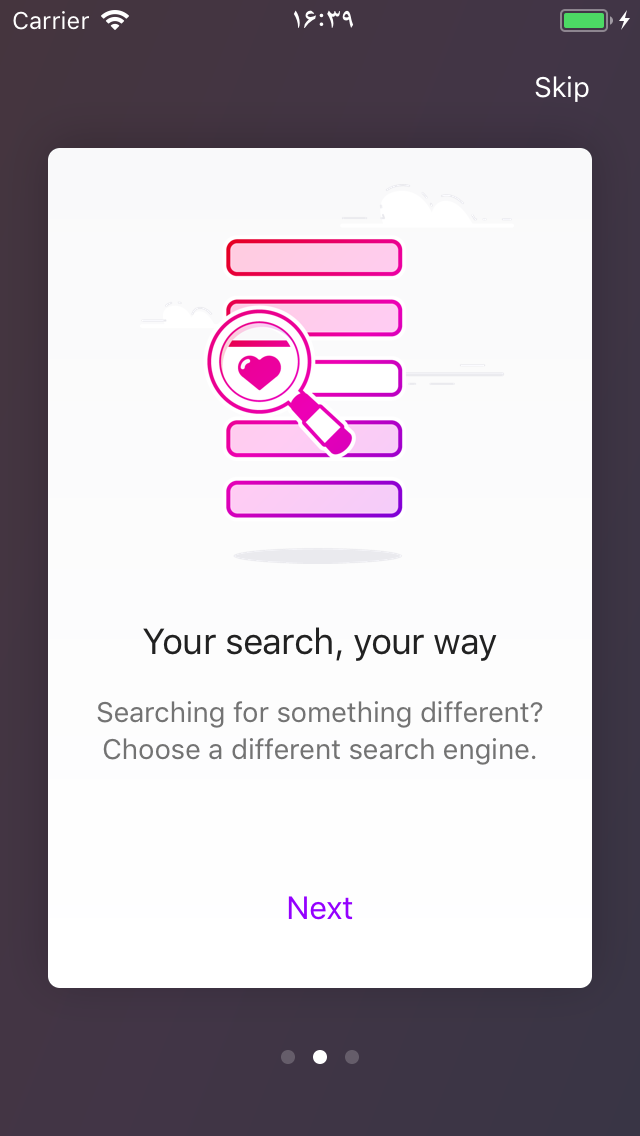 Carrier
۱۶:۳۹
Skip
Your search, your way
Searching for something different?
Choose a different search engine.
Next